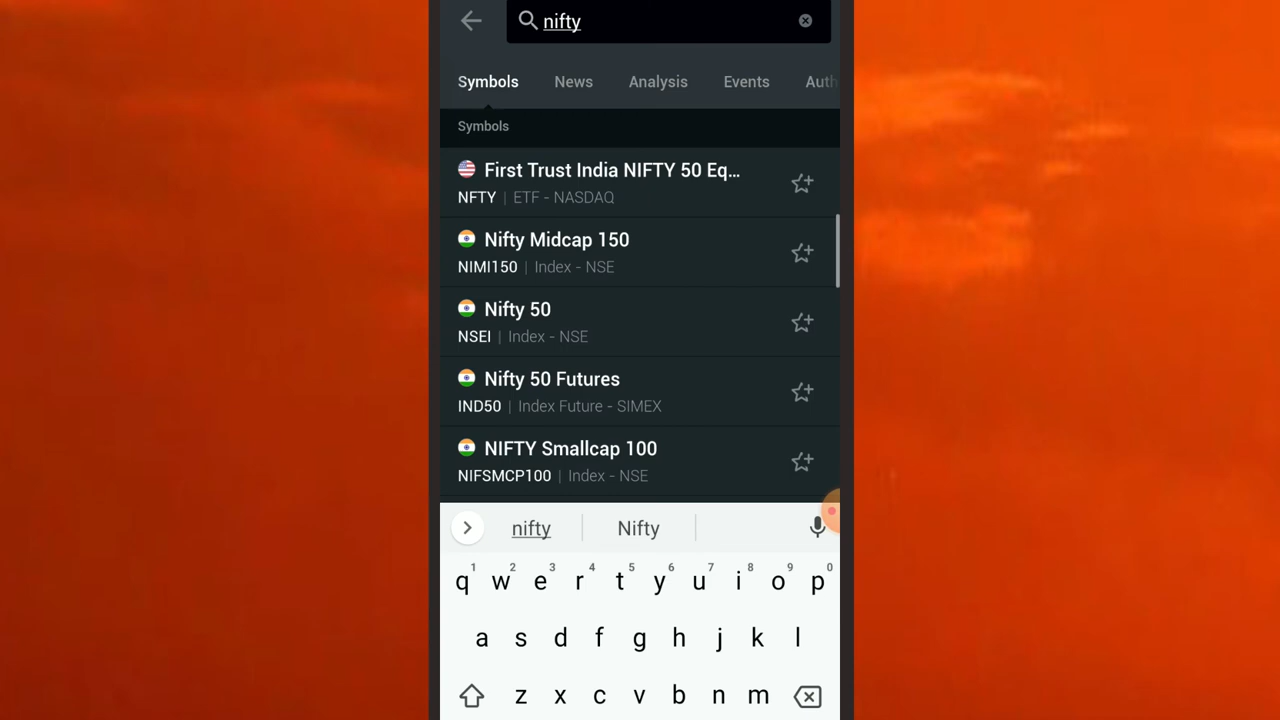 nifty
Symbols News Analysis Events Auth
Symbols
First Trust India NIFTY 50 Eq...
NFTY | ETF - NASDAQ
Nifty Midcap 150
NIMI150 | Index - NSE
Nifty 50
NSEI | Index - NSE
Nifty 50 Futures
IND50 | Index Future - SIMEX
NIFTY Smallcap 100
NIFSMCP100 | Index - NSE
nifty Nifty
1 2 3 4 5 6 7 8 9 0
q w e r t y u i o p
a s d f g h j k l
z x c v b n m